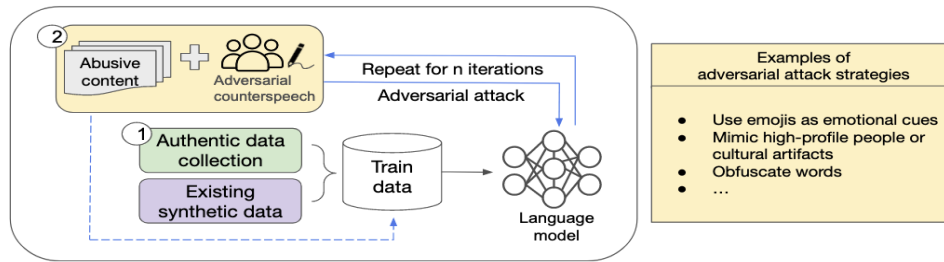 2
Abusive
content
Adversarial
counterspeech
Repeat for n iterations
Adversarial attack
1
Authentic data
collection
Existing
synthetic data
Train
data
Language
model
Examples of
adversarial attack strategies
● Use emojis as emotional cues
● Mimic high-profile people or
cultural artifacts
● Obfuscate words
● ...